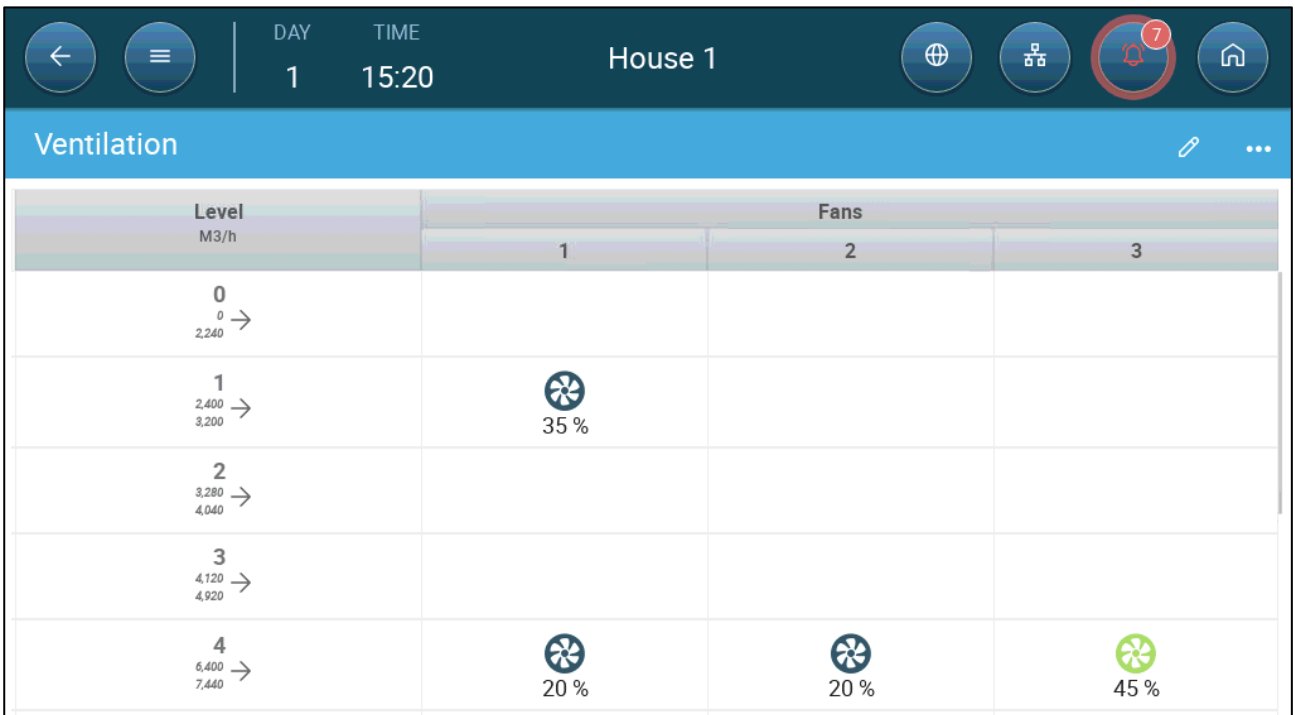 DAY TIME
1 15:20
House 1
7
Ventilation
Level
M3/h
Fans
1 2 3
0
0
2,240
1
2,400
3,200
35 %
2
3,280
4,040
3
4,120
4,920
4
6,400
7,440
20 % 20 % 45 %